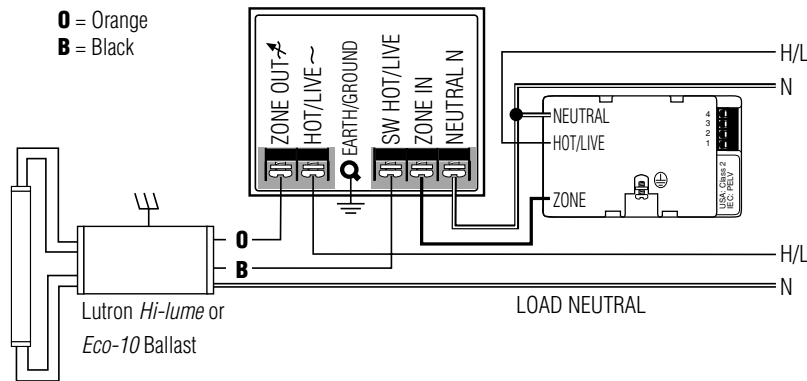 O = Orange
B = Black
ZONE OUT
HOT/LIVE ~
EARTH/GROUND
SW HOT/LIVE
ZONE IN
NEUTRAL N
H/L
N
NEUTRAL
HOT/LIVE
ZONE
4
3
2
1
USA: Class 2
IEC: PELV
O
B
H/L
N
LOAD NEUTRAL
Lutron Hi-lume or
Eco-10 Ballast